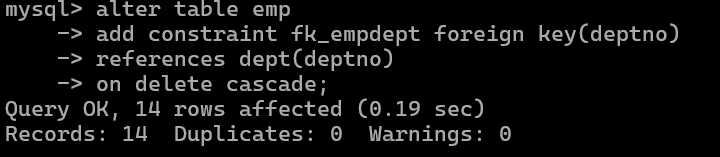 mysql> alter table emp
    -> add constraint fk_empdept foreign key(deptno)
    -> references dept(deptno)
    -> on delete cascade;
Query OK, 14 rows affected (0.19 sec)
Records: 14  Duplicates: 0  Warnings: 0